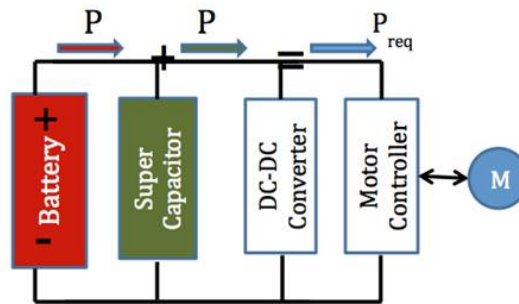 P
P
P req
+
=
+
Battery
-
Super
Capacitor
DC-DC
Converter
Motor
Controller
M